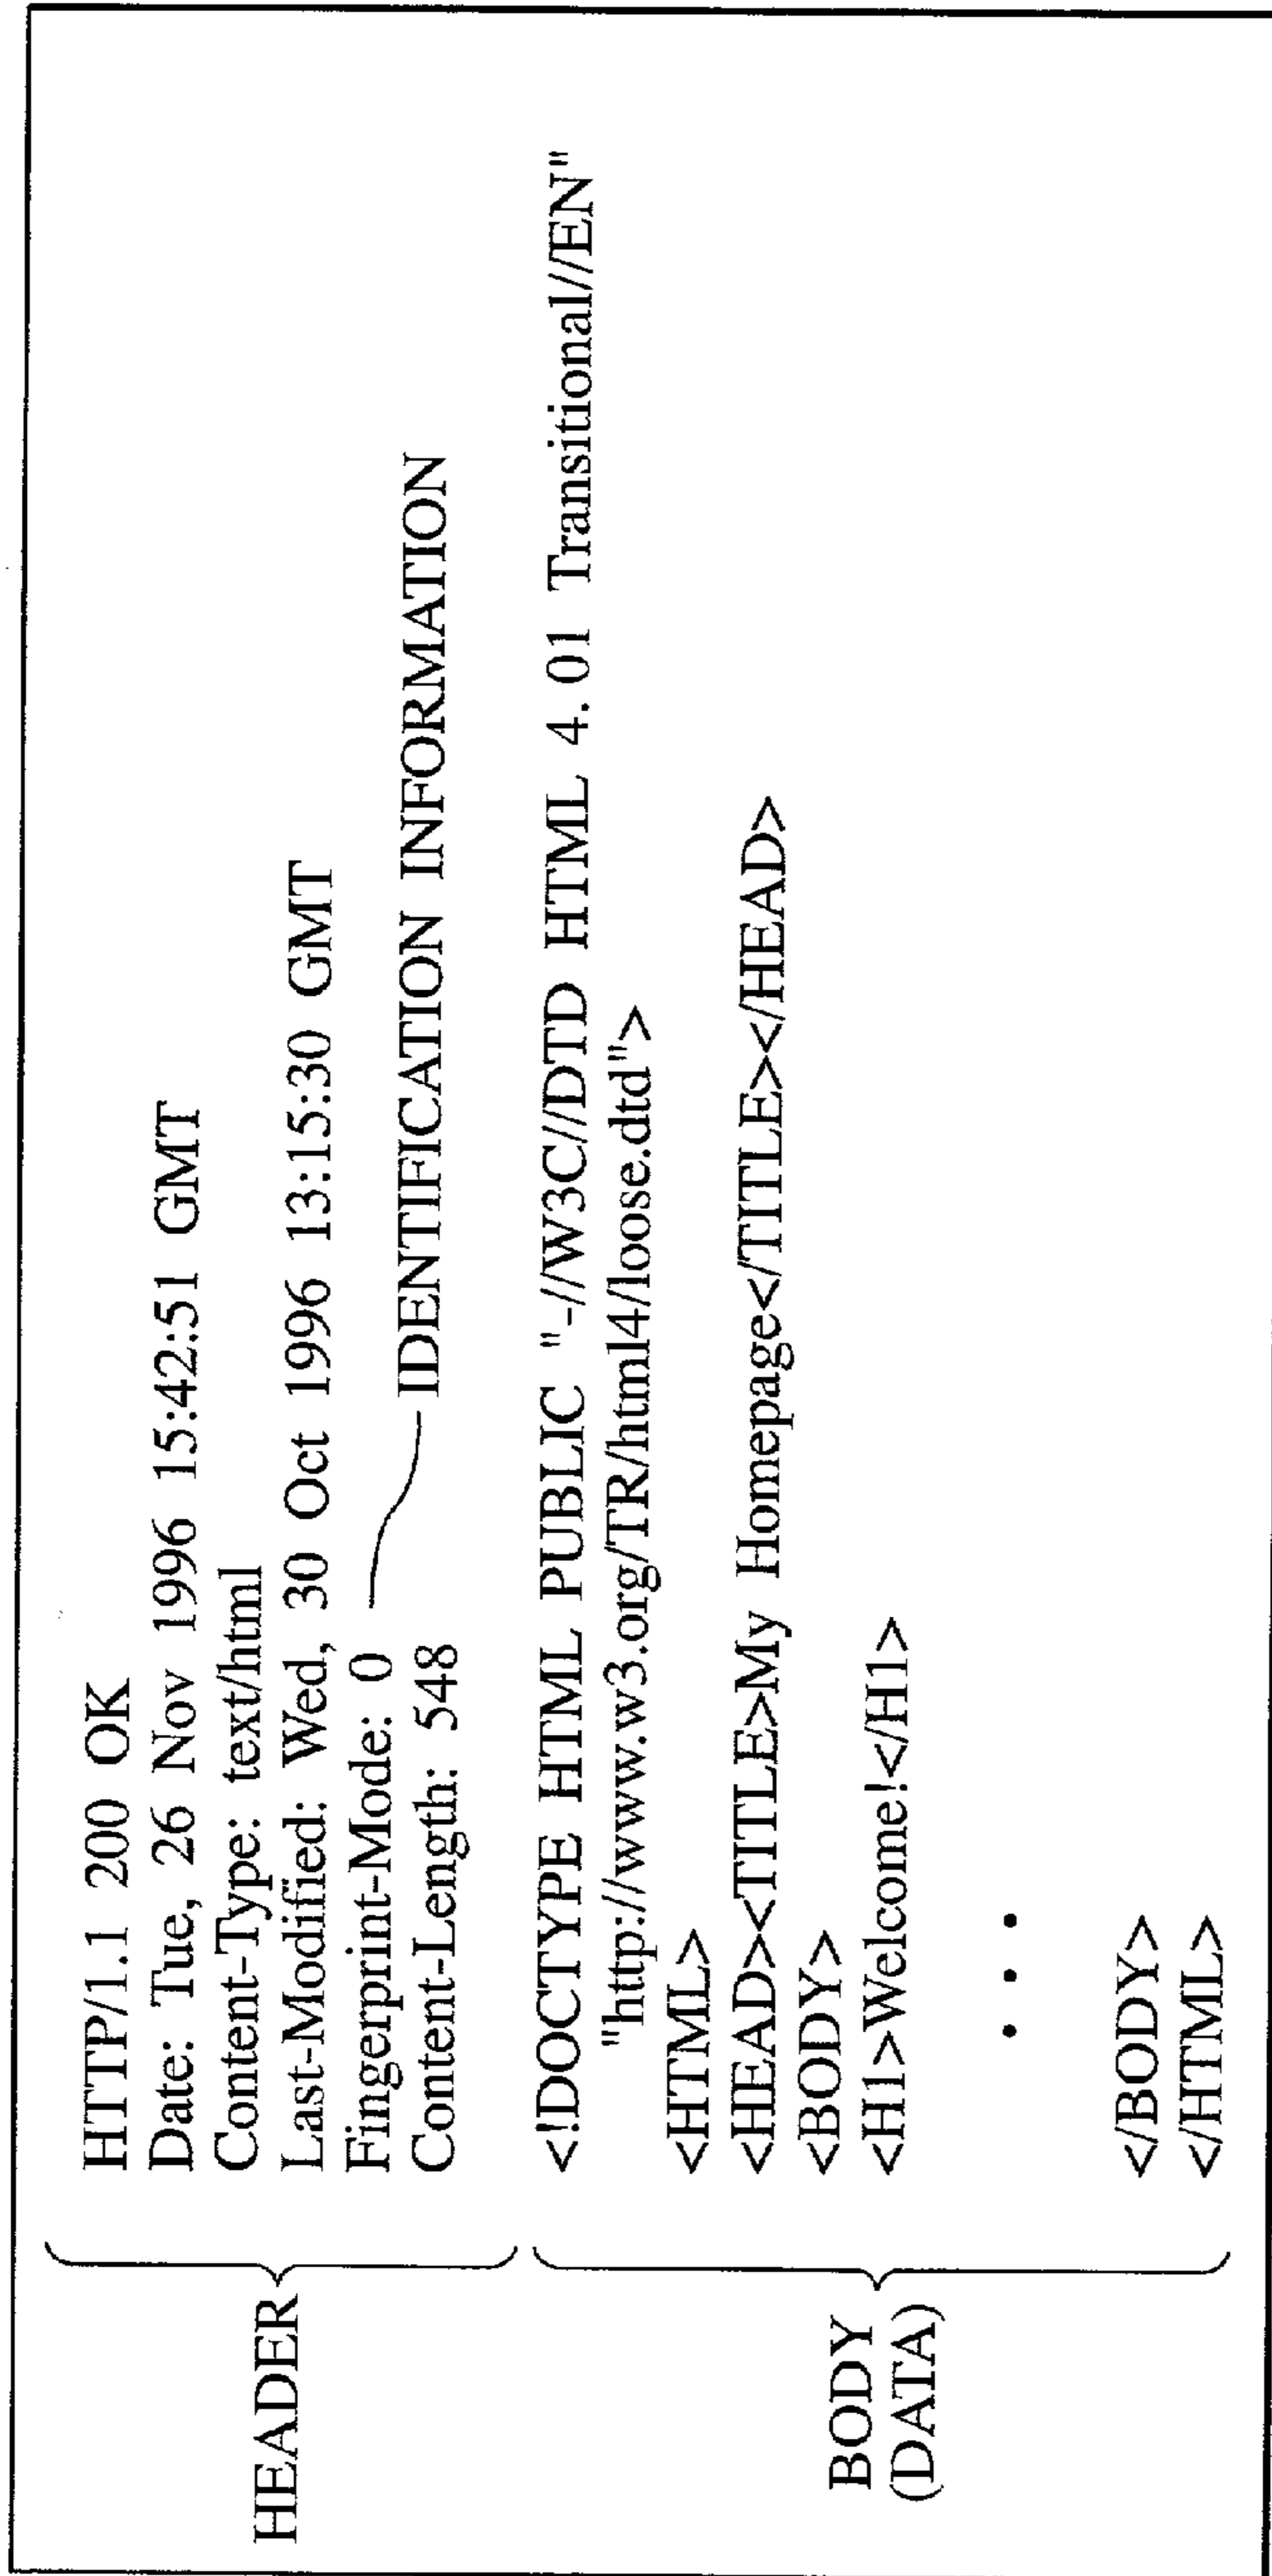 HEADER
HTTP/1.1 200 OK
Date: Tue, 26 Nov 1996 15:42:51 GMT
Content-Type: text/html
Last-Modified: Wed, 30 Oct 1996 13:15:30 GMT
Fingerprint-Mode: 0
IDENTIFICATION INFORMATION
Content-Length: 548
BODY
(DATA)
<!DOCTYPE HTML PUBLIC "-//W3C//DTD HTML 4.01 Transitional//EN"
"http://www.w3.org/TR/html4/loose.dtd">
<HTML>
<HEAD><TITLE>My Homepage</TITLE></HEAD>
<BODY>
<H1>Welcome!</H1>
• • •
</BODY>
</HTML>